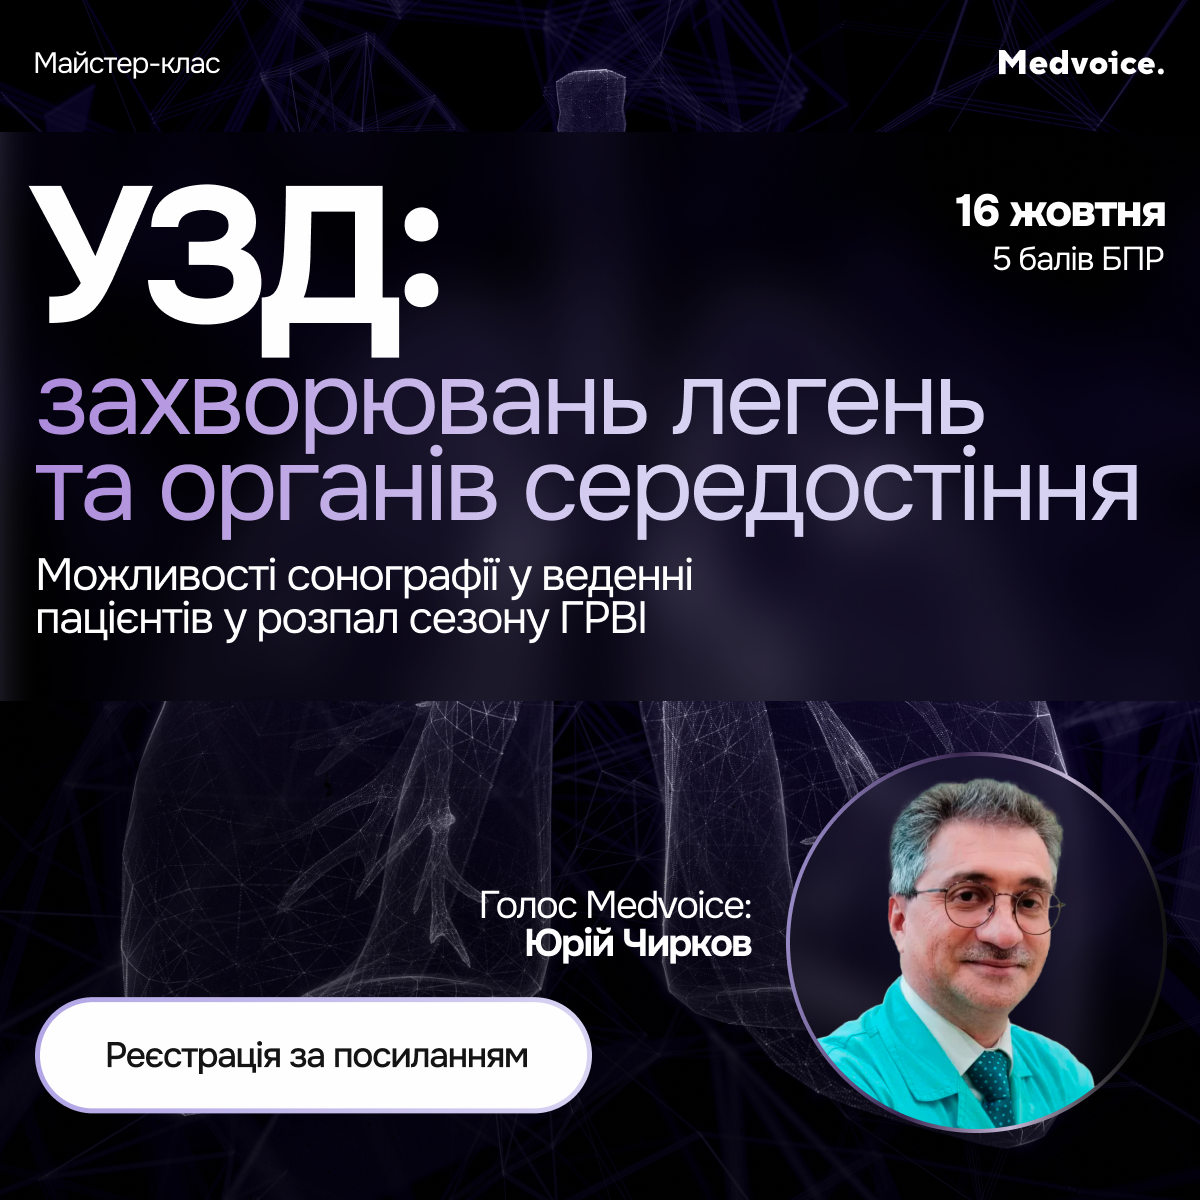 Майстер-клас
Medvoice.
УЗД:
16 жовтня
5 балів БПР
захворювань легень
та органів середостіння
Можливості сонографії у веденні
пацієнтів у розпал сезону ГРВІ
Голос Medvoice:
Юрій Чирков
Реєстрація за посиланням